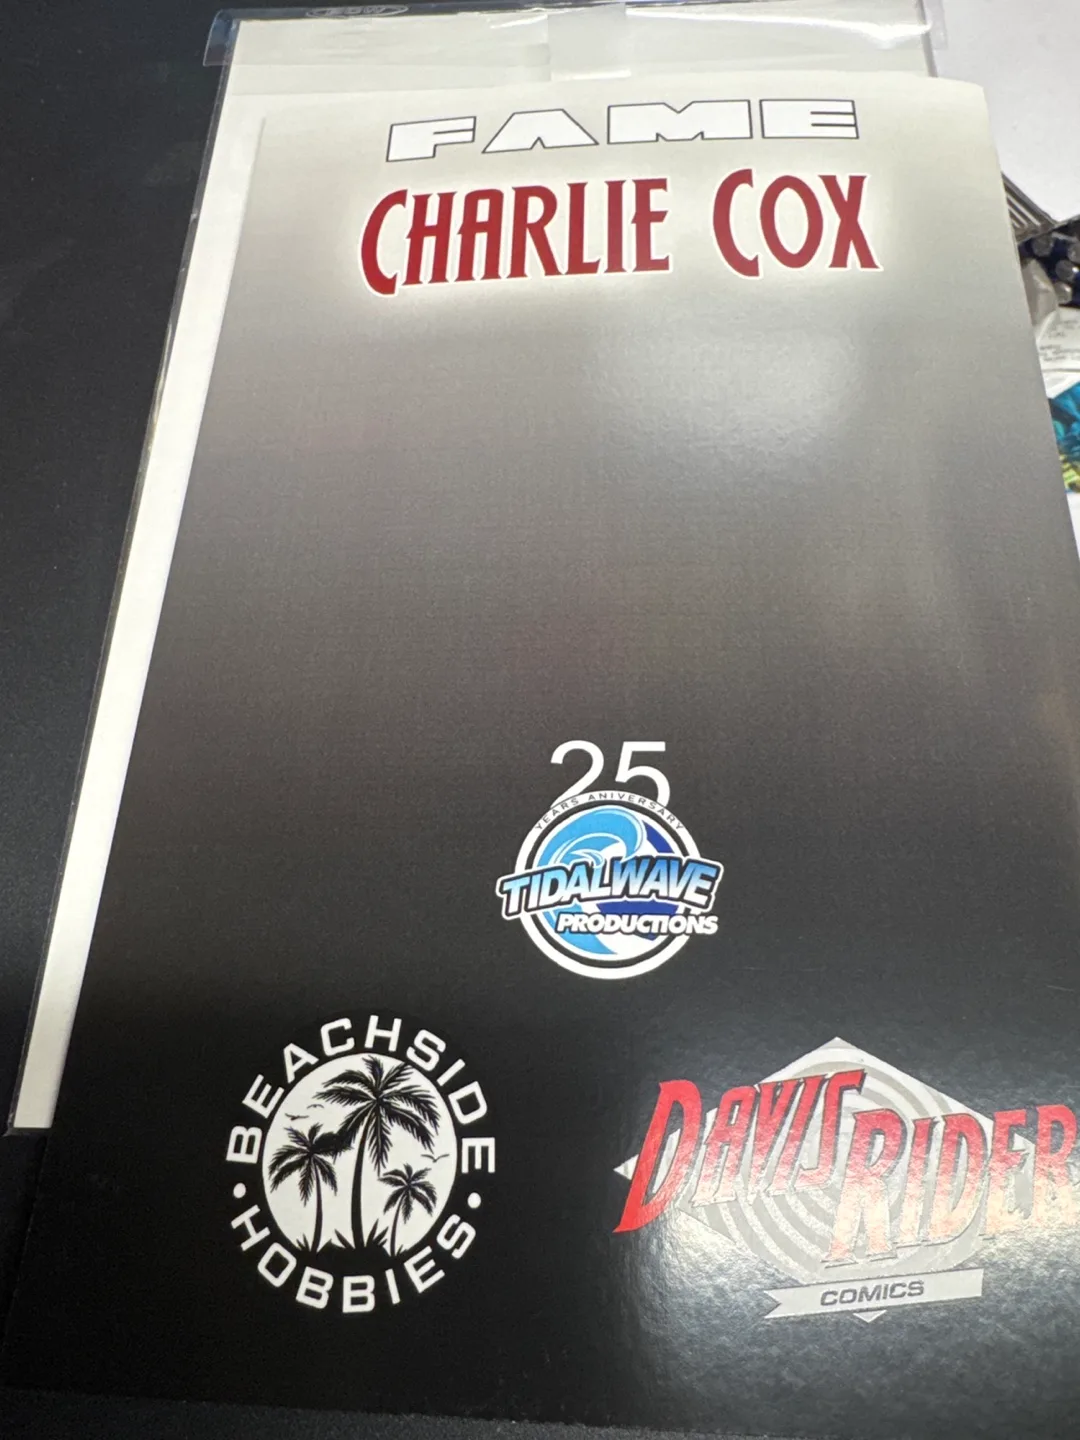 FAME
CHARLIE COX
25
YEARS ANIVERSARY
TIDALWAVE
PRODUCTIONS
BEACHSIDE
• HOBBIES •
DAVIS RIDER
COMICS